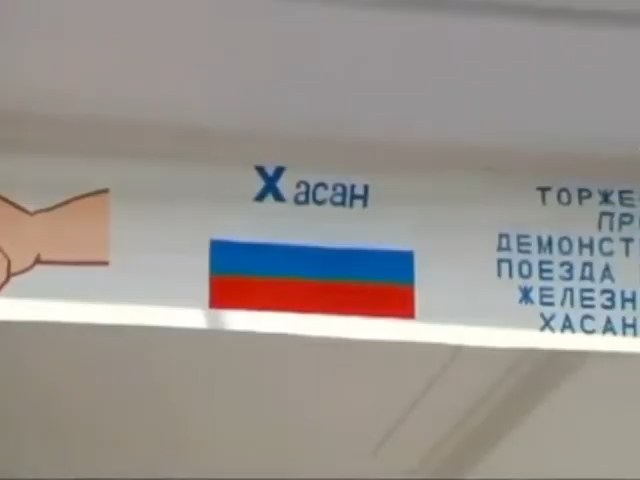 Хасан
ТОРЖЕ
ПР
ДЕМОНСТ
ПОЕЗДА
ЖЕЛЕЗН
ХАСАН